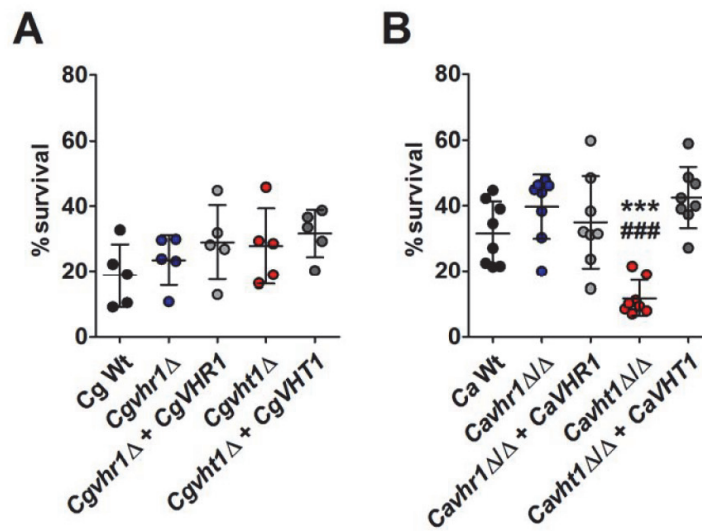 A
% survival
80
60
40
20
0
Cg Wt
Cgvhr1Δ
Cgvhr1Δ + CgVHR1
Cgvht1Δ
Cgvht1Δ + CgVHT1
B
% survival
80
60
40
20
0
***
###
Ca Wt
Cavhr1Δ/Δ
Cavhr1Δ/Δ + CaVHR1
Cavht1Δ/Δ
Cavht1Δ/Δ + CaVHT1